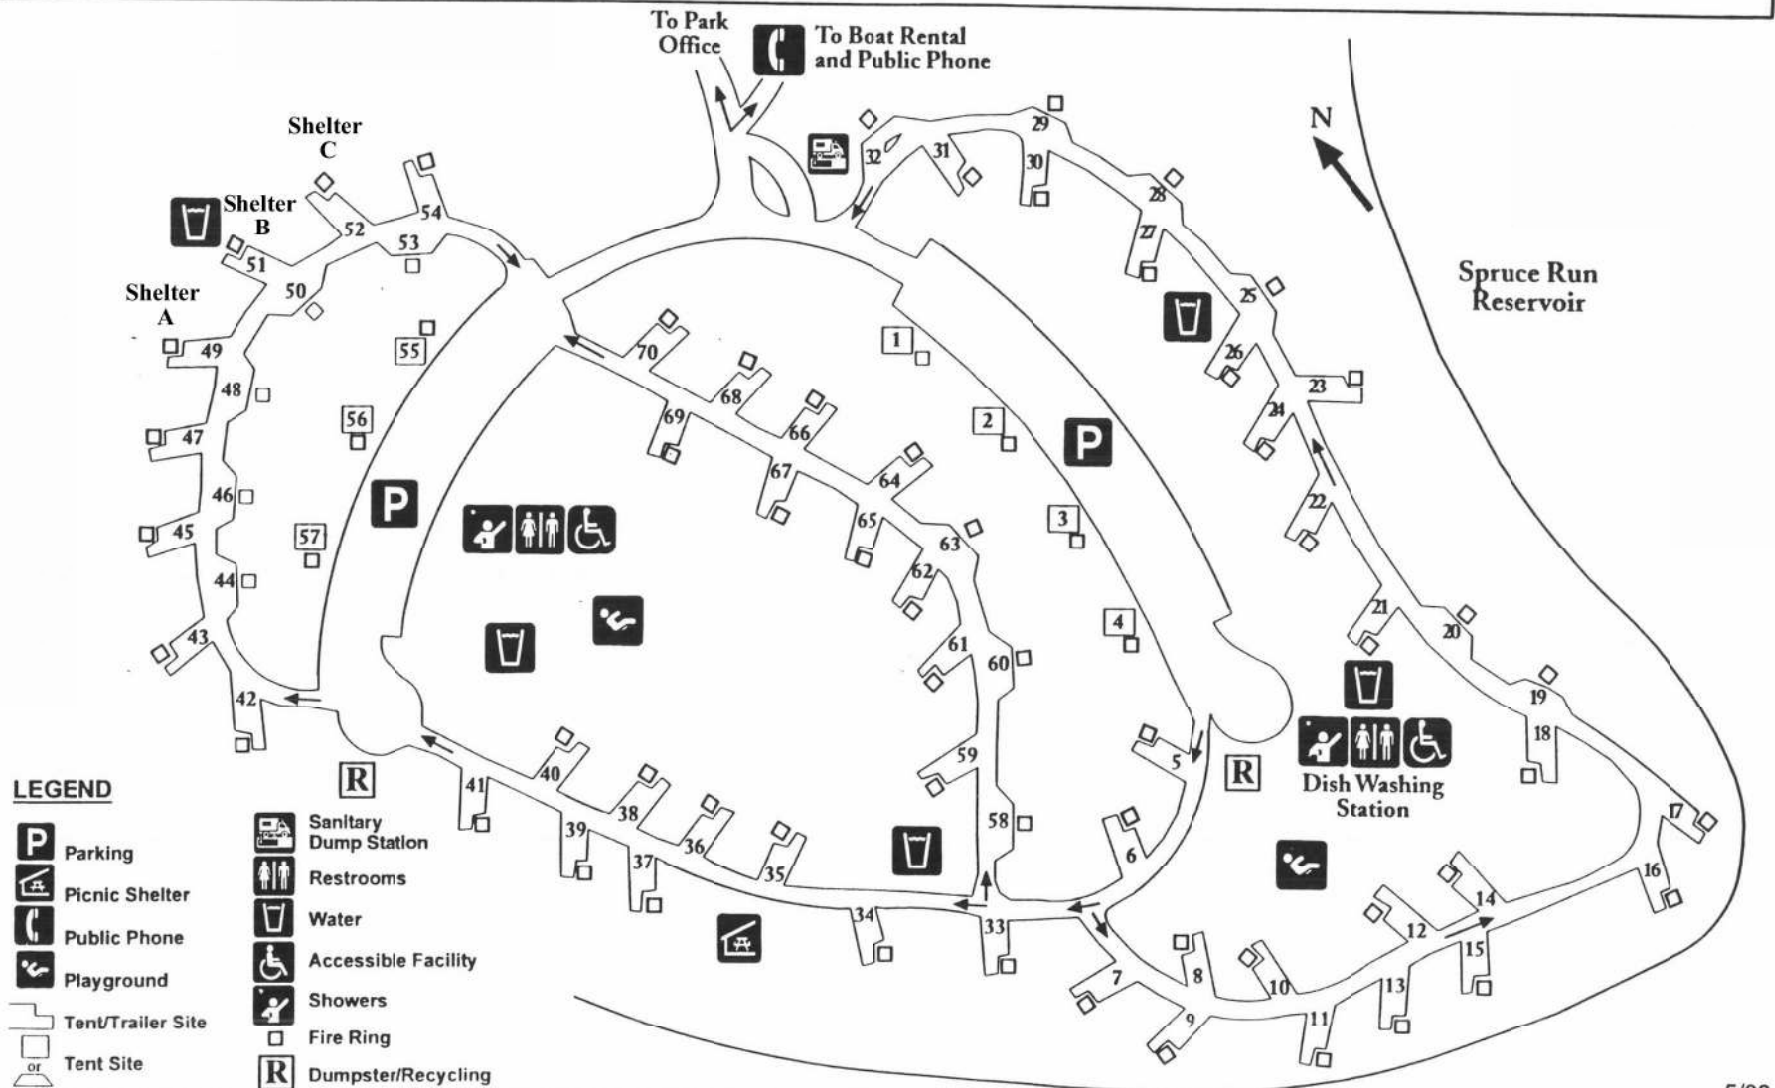 To Park
Office
To Boat Rental
and Public Phone
N
Spruce Run
Reservoir
Shelter
C
Shelter
B
Shelter
A
29
32
31
30
28
27
54
52
53
51
50
25
26
49
48
55
70
1
68
69
66
67
23
24
47
56
2
P
64
22
46
P
65
3
45
57
63
62
44
21
20
4
43
61
60
42
19
18
5
59
41
40
R
R
Dish Washing
Station
38
39
36
37
35
58
6
17
16
14
12
15
34
33
7
8
10
13
9
11
LEGEND
P Parking
Picnic Shelter
Public Phone
Playground
Tent/Trailer Site
or
Tent Site
Sanitary
Dump Station
Restrooms
Water
Accessible Facility
Showers
Fire Ring
R Dumpster/Recycling